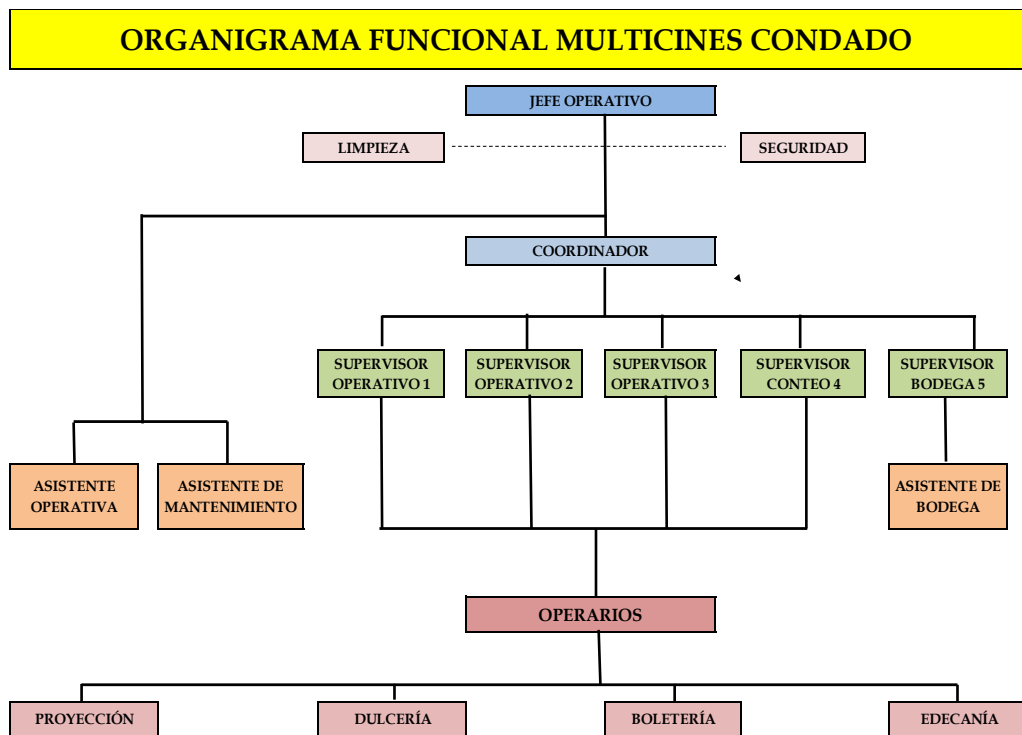 ORGANIGRAMA FUNCIONAL MULTICINES CONDADO
JEFE OPERATIVO
LIMPIEZA
SEGURIDAD
COORDINADOR
SUPERVISOR
OPERATIVO 1
SUPERVISOR
OPERATIVO 2
SUPERVISOR
OPERATIVO 3
SUPERVISOR
CONTEO 4
SUPERVISOR
BODEGA 5
ASISTENTE
OPERATIVA
ASISTENTE DE
MANTENIMIENTO
ASISTENTE DE
BODEGA
OPERARIOS
PROYECCIÓN
DULCERÍA
BOLETERÍA
EDECANÍA